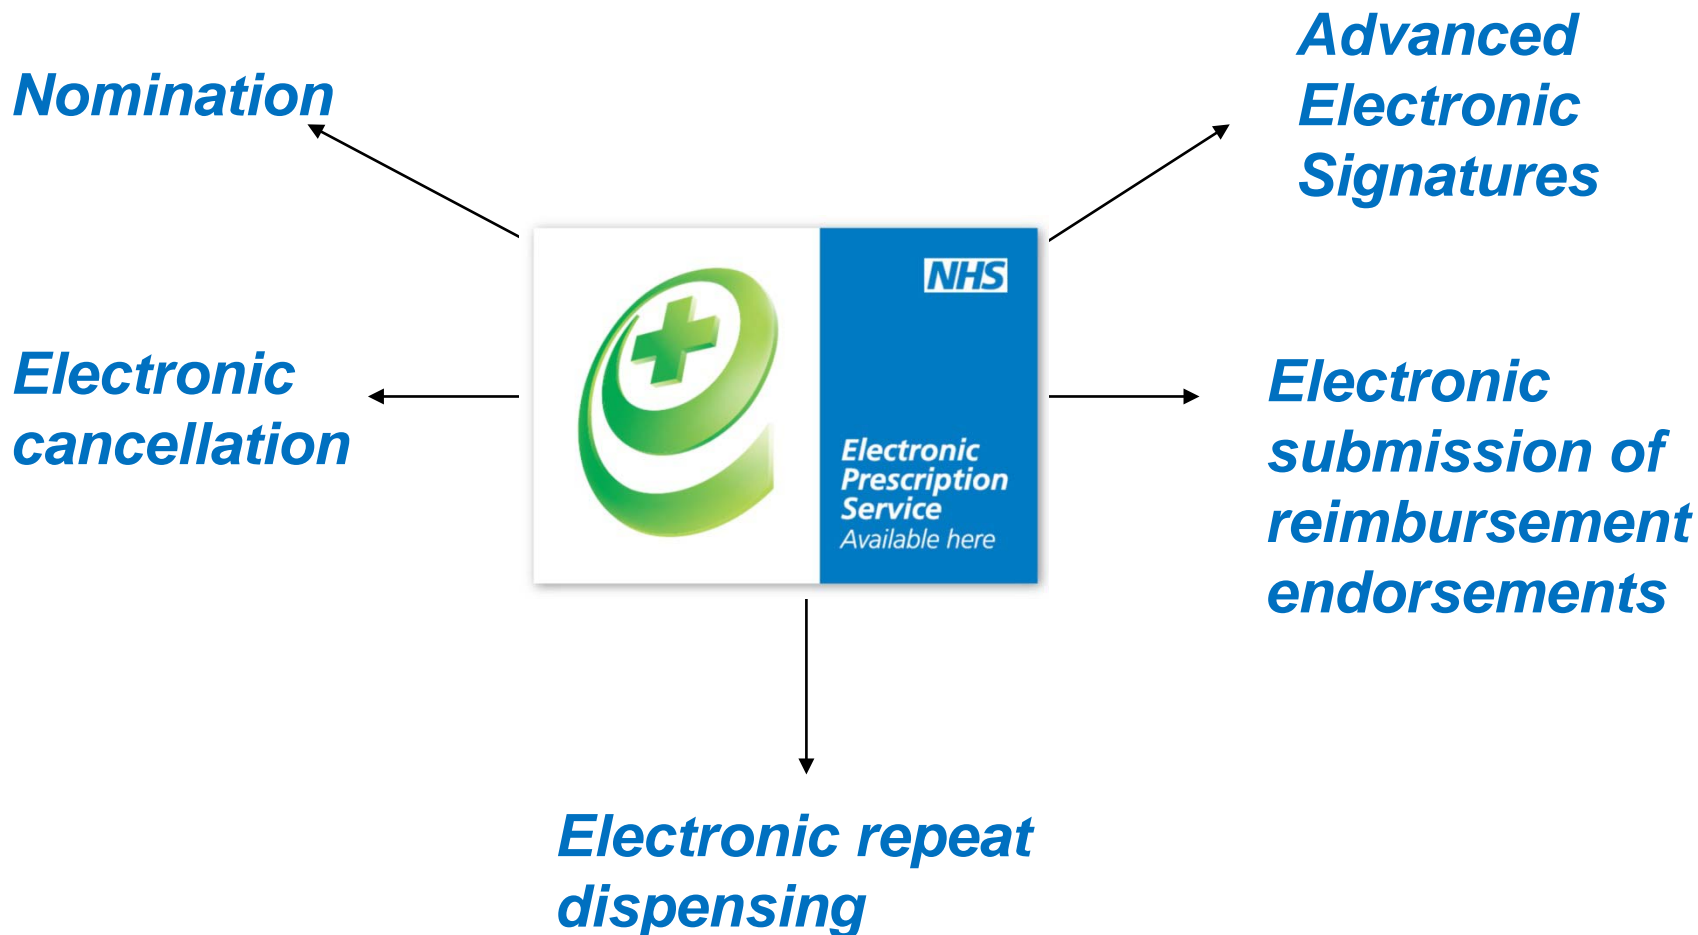 Nomination
Advanced
Electronic
Signatures
NHS
Electronic
cancellation
Electronic
Prescription
Service
Available here
Electronic
submission of
reimbursement
endorsements
Electronic repeat
dispensing